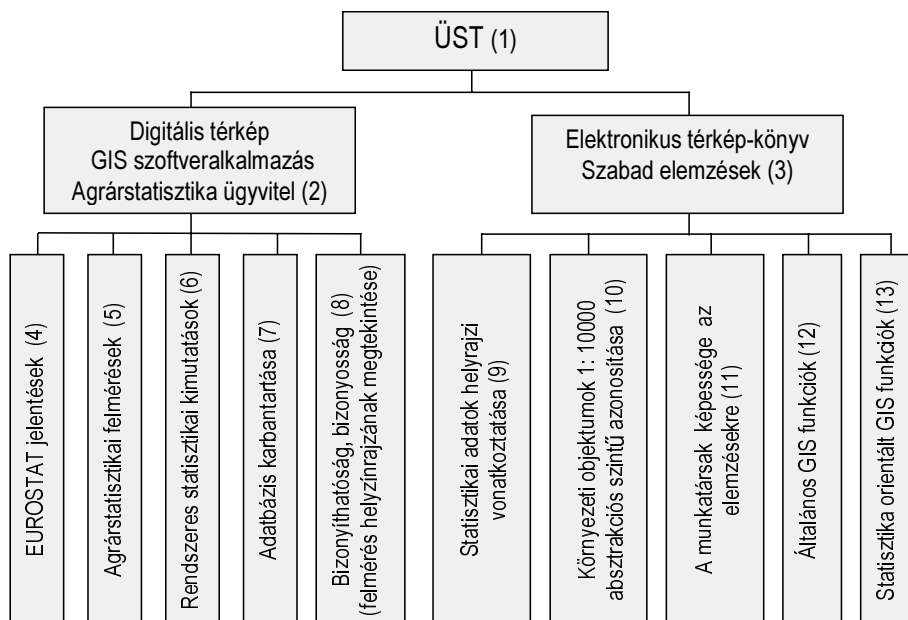 ÜST (1)
Digitális térkép
GIS szoftveralkalmazás
Agrárstatisztika ügyvitel (2)
Elektronikus térkép-könyv
Szabad elemzések (3)
EUROSTAT jelentések (4)
Agrárstatisztikai felmérések (5)
Rendszeres statistikai kimutatások (6)
Adatbázis karbantartása (7)
Bizonyíthatóság, bizonyosság (8)
(felmérés helyzínrajzának megtekintése)
Statisztikai adatok helyrajzi
vonatkoztatása (9)
Környezeti objektumok 1: 10000
absztrakciós szintű azonosítása (10)
A munkatársak képessége az
elemzésekre (11)
Általános GIS funkciók (12)
Statisztika orientált GIS funkciók (13)